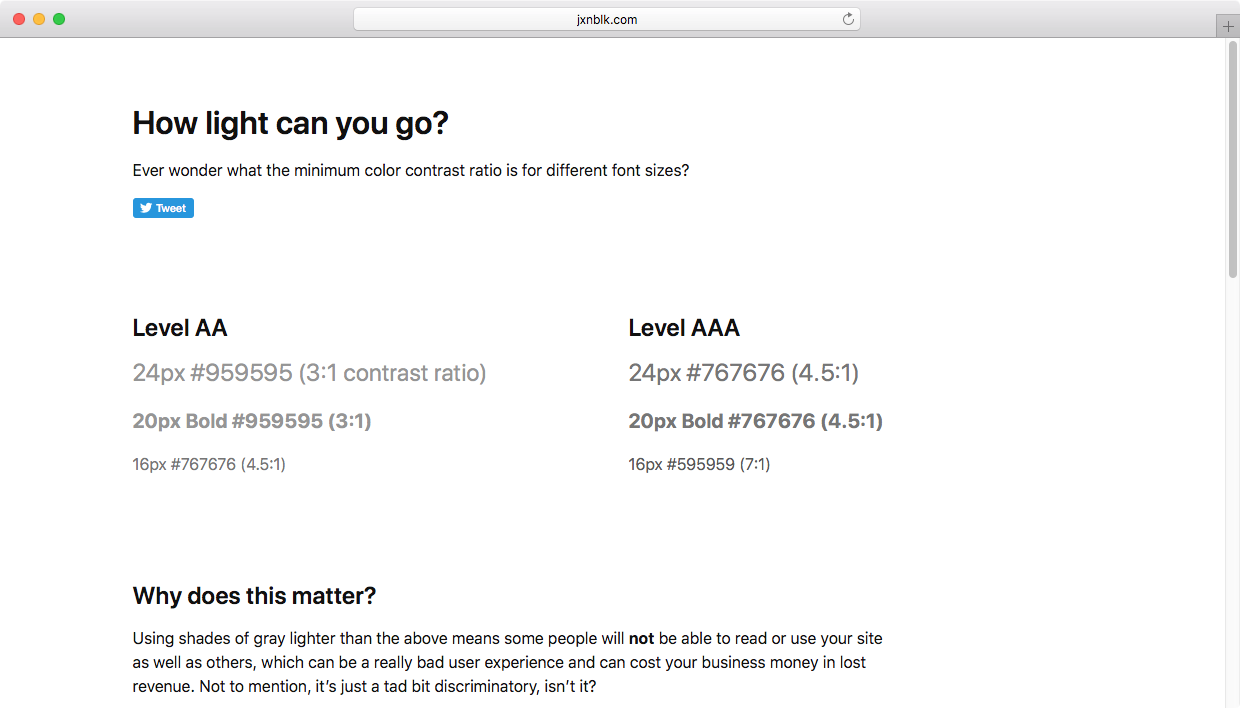 jxnblk.com
How light can you go?
Ever wonder what the minimum color contrast ratio is for different font sizes?
Tweet
Level AA
24px #959595 (3:1 contrast ratio)
20px Bold #959595 (3:1)
16px #767676 (4.5:1)
Level AAA
24px #767676 (4.5:1)
20px Bold #767676 (4.5:1)
16px #595959 (7:1)
Why does this matter?
Using shades of gray lighter than the above means some people will not be able to read or use your site
as well as others, which can be a really bad user experience and can cost your business money in lost
revenue. Not to mention, it’s just a tad bit discriminatory, isn’t it?